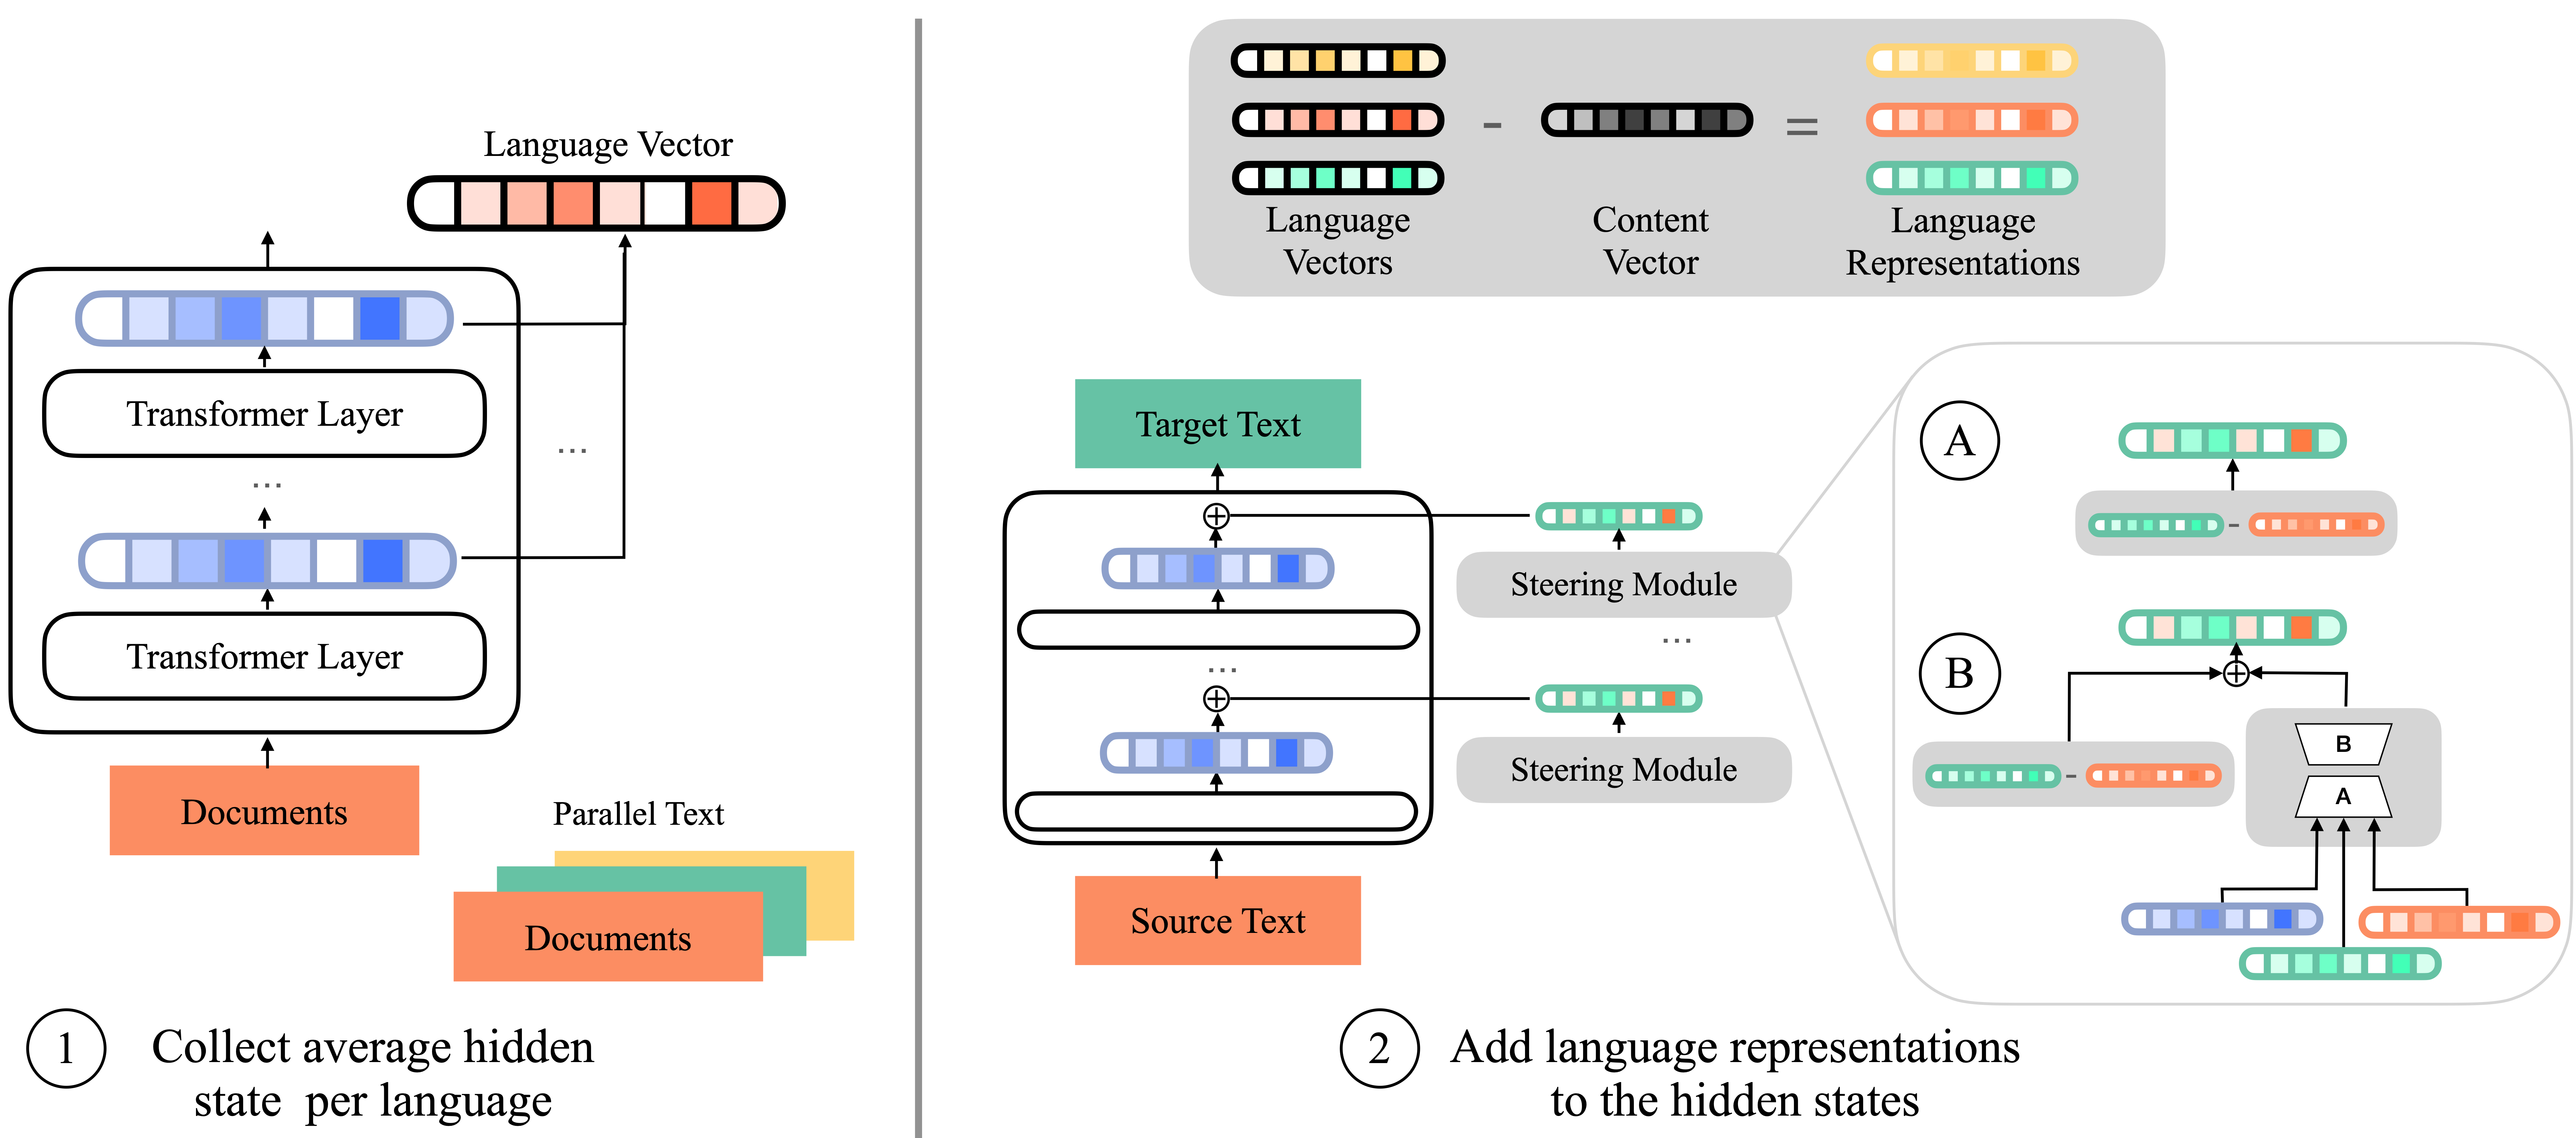 Language Vector
Transformer Layer
...
...
Transformer Layer
Documents
Parallel Text
Documents
1
Collect average hidden
state per language
-
=
Language
Vectors
Content
Vector
Language
Representations
Target Text
Steering Module
...
...
Steering Module
Source Text
A
-
B
-
B
A
2
Add language representations
to the hidden states